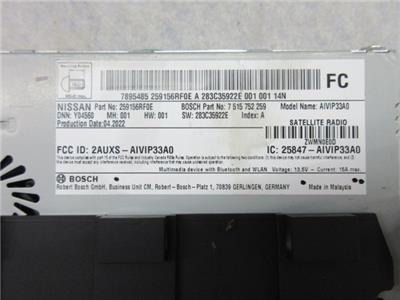 7895485 259156RF0E A 283C35922E 001 001 14N
FC
NISSAN Part No: 259156RF0E BOSCH Part No: 7 515 752 259 Model Name: AIVIP33A0
DNN: Y04560 MH: 001 HW: 001 SW: 283C35922E Index: A
Production Date: 04.2022
SATELLITE RADIO
ZWMN0E0D
FCC ID: 2AUXS-AIVIP33A0 IC: 25847-AIVIP33A0
Multimedia device with Bluetooth and WLAN Voltage: 13,5V⎓ Current: 15A max.
BOSCH
Robert Bosch GmbH, Business Unit CM, Robert-Bosch-Platz 1, 70839 GERLINGEN, GERMANY Made in Malaysia